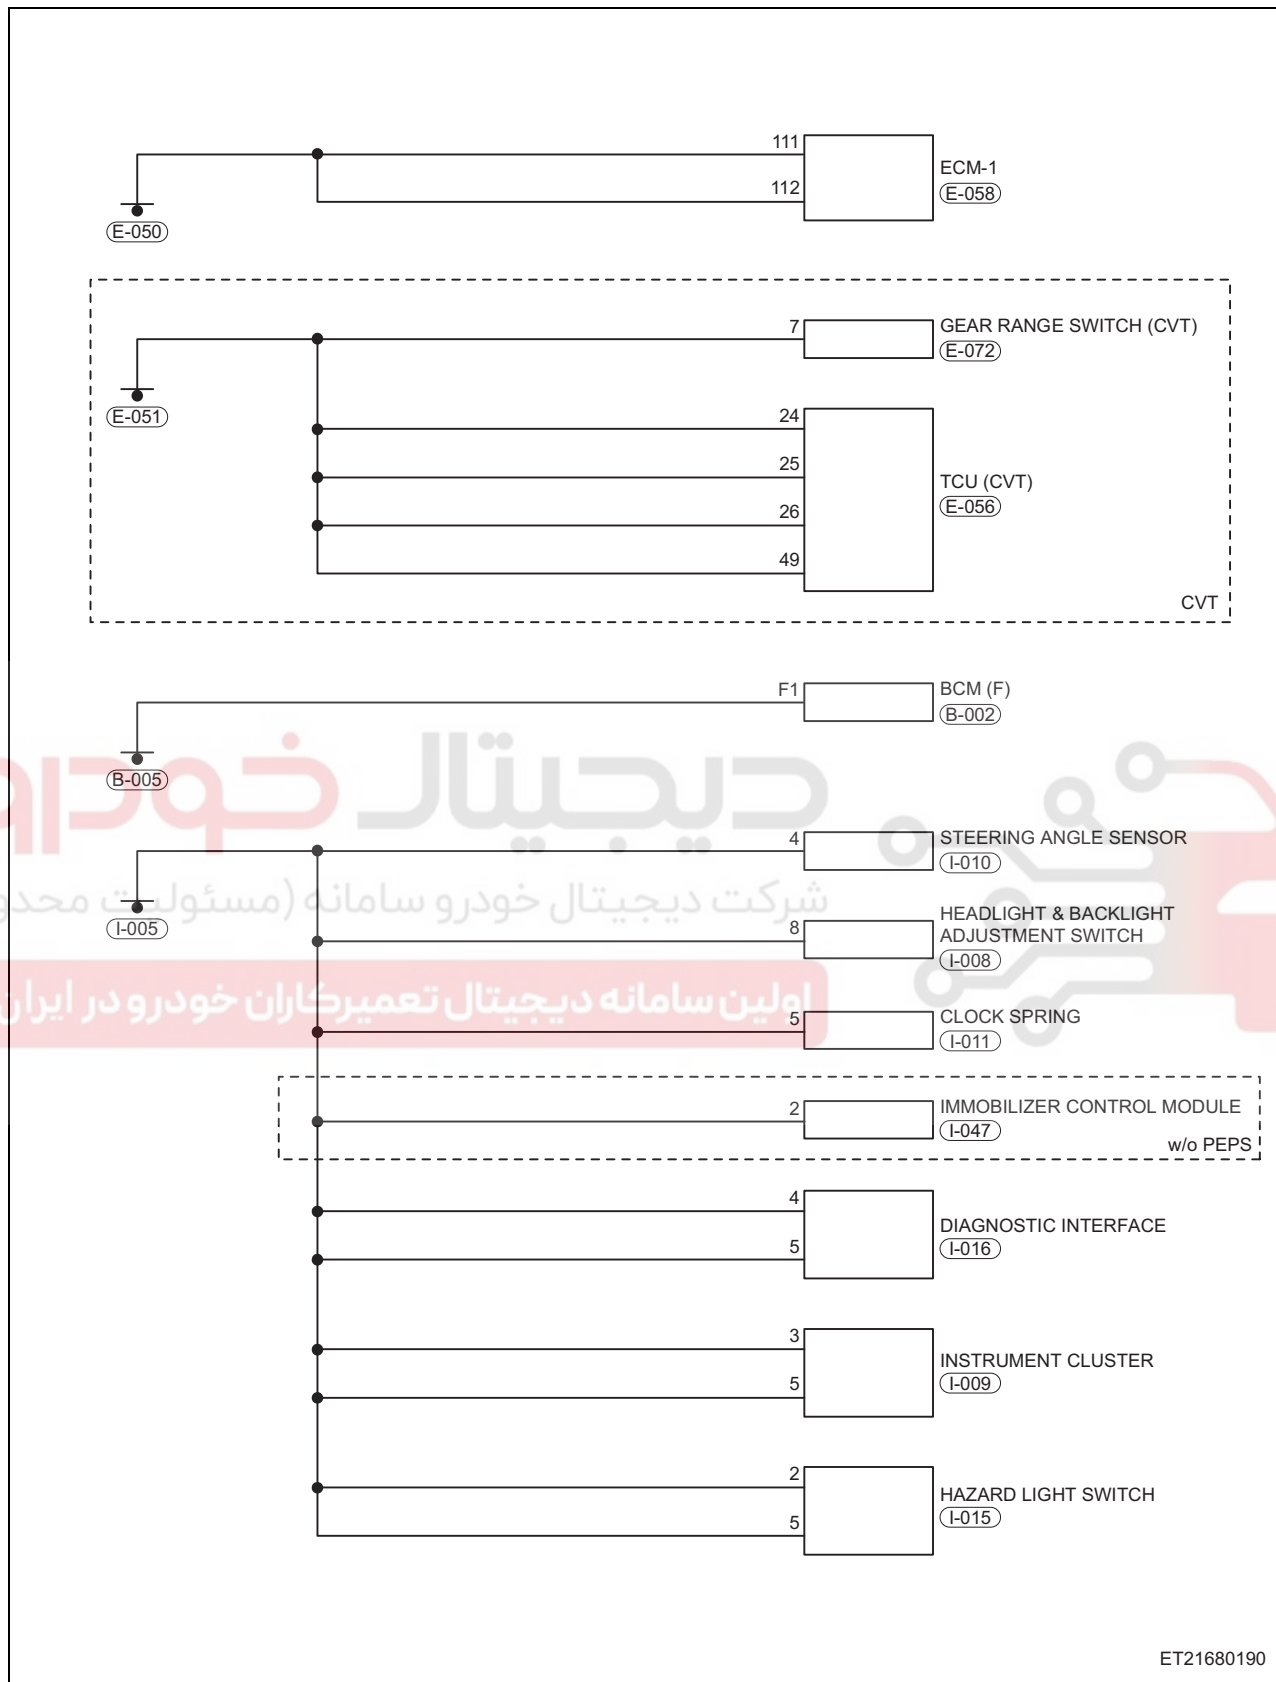 111
ECM-1
112
E-058
E-050
7
GEAR RANGE SWITCH (CVT)
E-072
E-051
24
25
TCU (CVT)
26
E-056
49
CVT
F1
BCM (F)
B-002
B-005
دیجیتال خودرو
4
STEERING ANGLE SENSOR
I-010
شرکت دیجیتال خودرو سامانه (مسئولیت
I-005
8
HEADLIGHT & BACKLIGHT
ADJUSTMENT SWITCH
I-008
اولین سامانه دیجیتال تعمیرکاران خودرو در ایران
5
CLOCK SPRING
I-011
2
IMMOBILIZER CONTROL MODULE
I-047
w/o PEPS
4
DIAGNOSTIC INTERFACE
5
I-016
3
INSTRUMENT CLUSTER
5
I-009
2
HAZARD LIGHT SWITCH
5
I-015
ET21680190